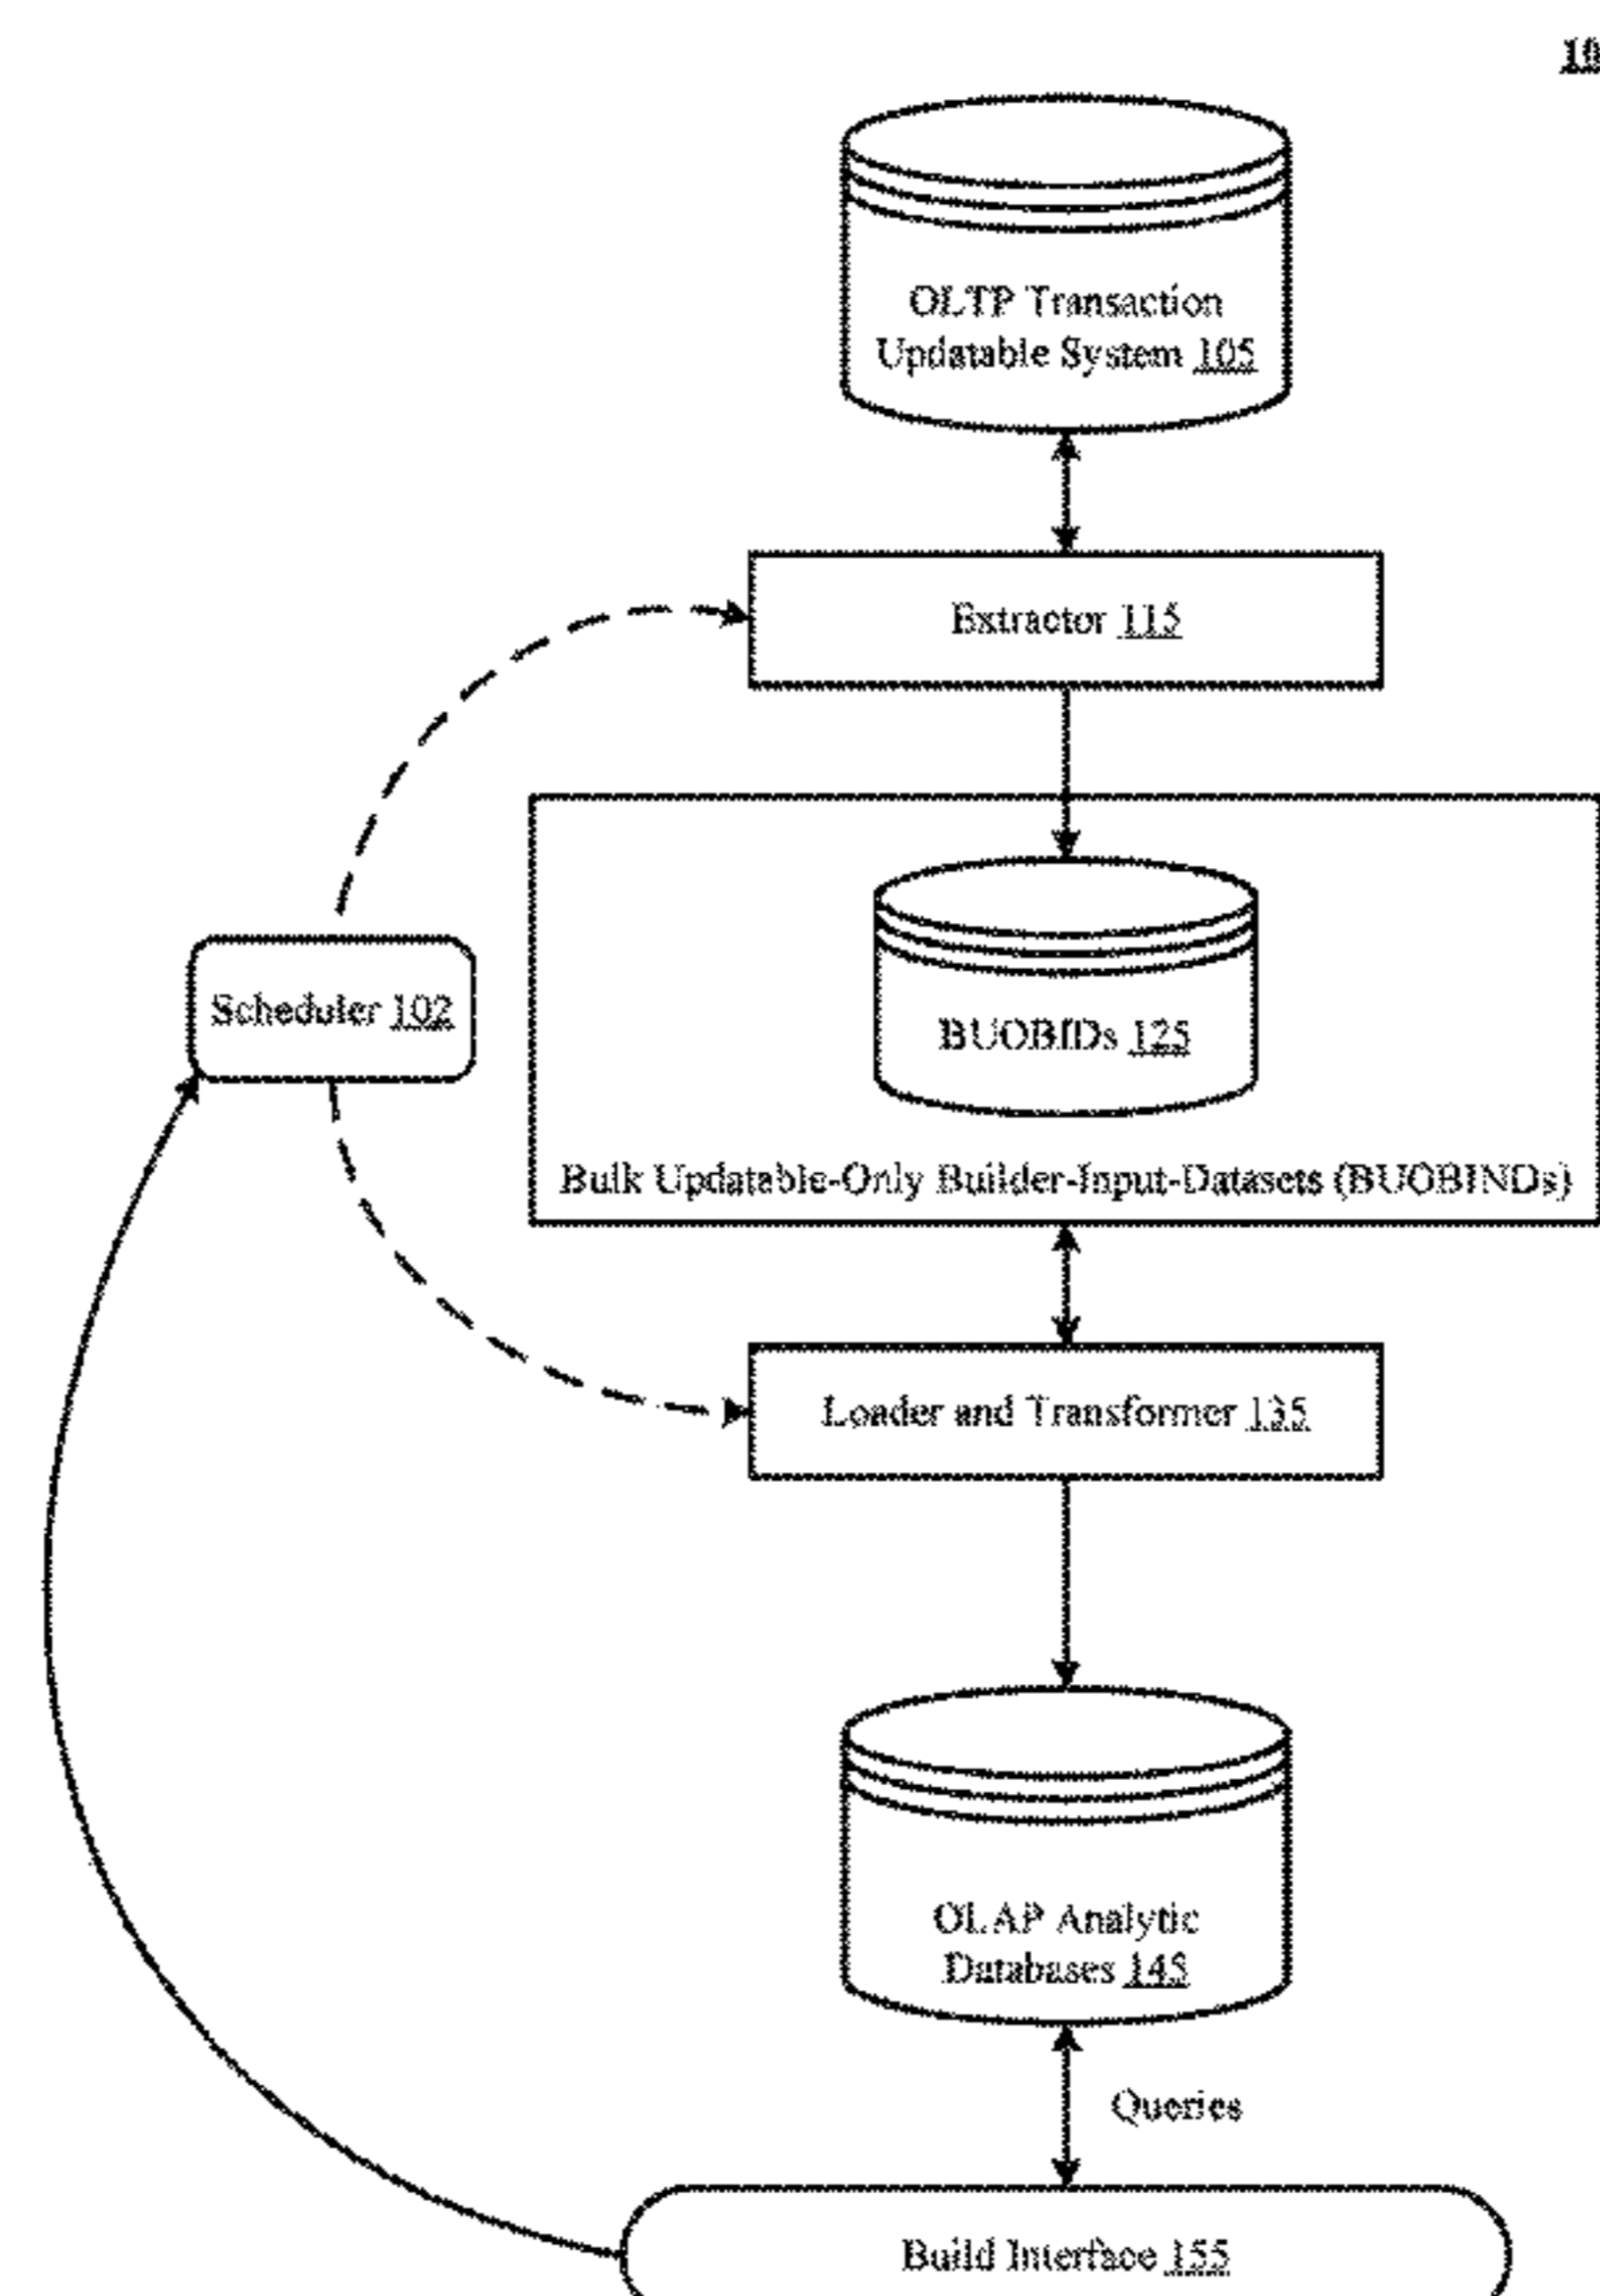 10
OLTP Transaction
Updatable System 105
Extractor 115
Scheduler 102
BUOBIDs 125
Bulk Updatable-Only Builder-Input-Datasets (BUOBINDs)
Loader and Transformer 135
OLAP Analytic
Databases 145
Queries
Build Interface 155